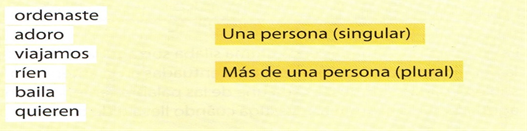 ordenaste
adoro
Una persona (singular)
viajamos
ríen
Más de una persona (plural)
baila
quieren